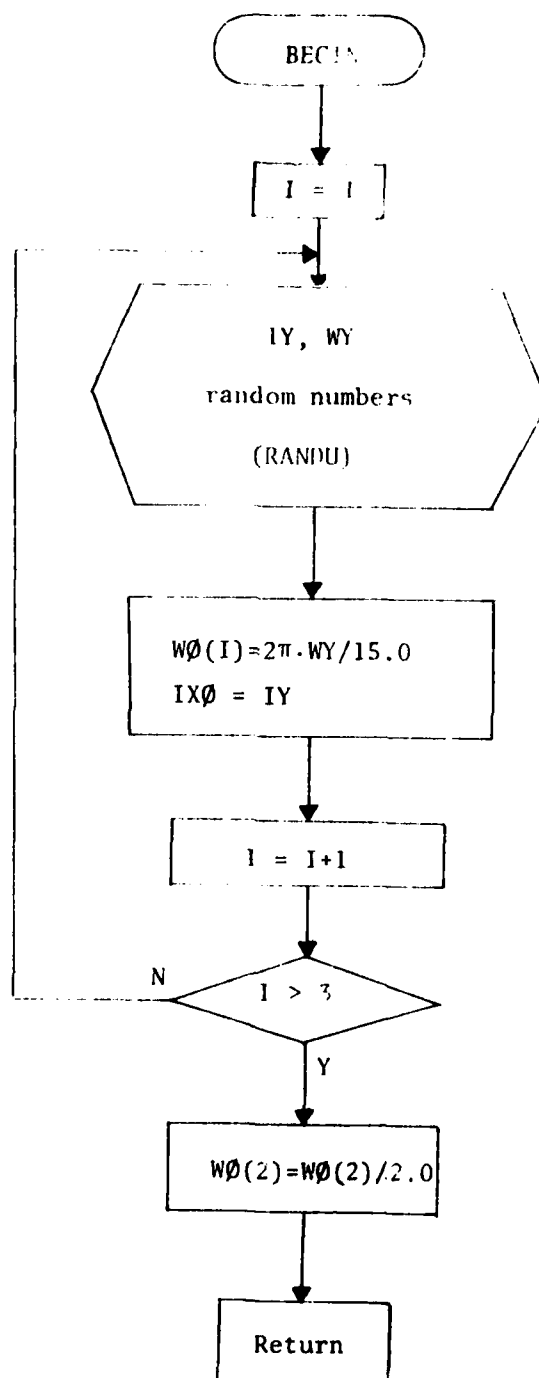 BEGIN
I = 1
IY, WY
random numbers
(RANDU)
WØ(I)=2π·WY/15.0
IXØ = IY
I = I+1
I > 3
N
Y
WØ(2)=WØ(2)/2.0
Return